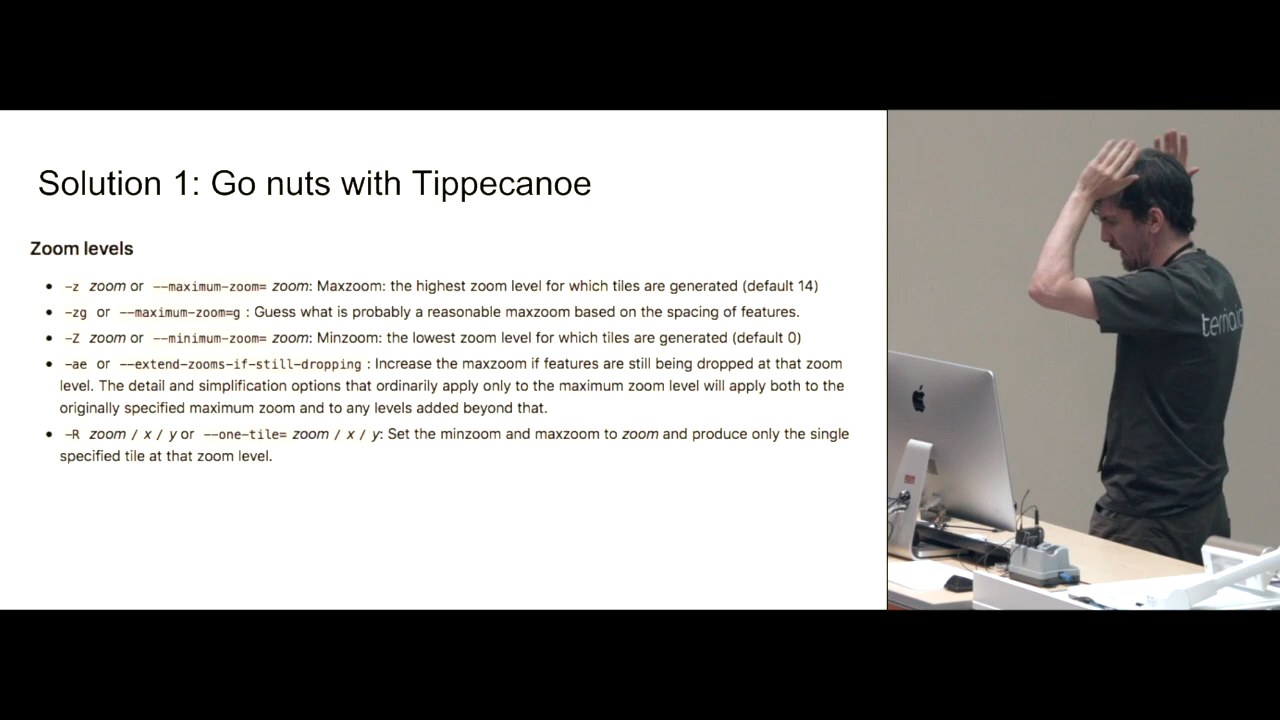 Solution 1: Go nuts with Tippecanoe
Zoom levels
• -z zoom or --maximum-zoom= zoom: Maxzoom: the highest zoom level for which tiles are generated (default 14)
• -zg or --maximum-zoom=g : Guess what is probably a reasonable maxzoom based on the spacing of features.
• -Z zoom or --minimum-zoom= zoom: Minzoom: the lowest zoom level for which tiles are generated (default 0)
• -ae or --extend-zooms-if-still-dropping : Increase the maxzoom if features are still being dropped at that zoom
level. The detail and simplification options that ordinarily apply only to the maximum zoom level will apply both to the
originally specified maximum zoom and to any levels added beyond that.
• -R zoom / x / y or --one-tile= zoom / x / y: Set the minzoom and maxzoom to zoom and produce only the single
specified tile at that zoom level.